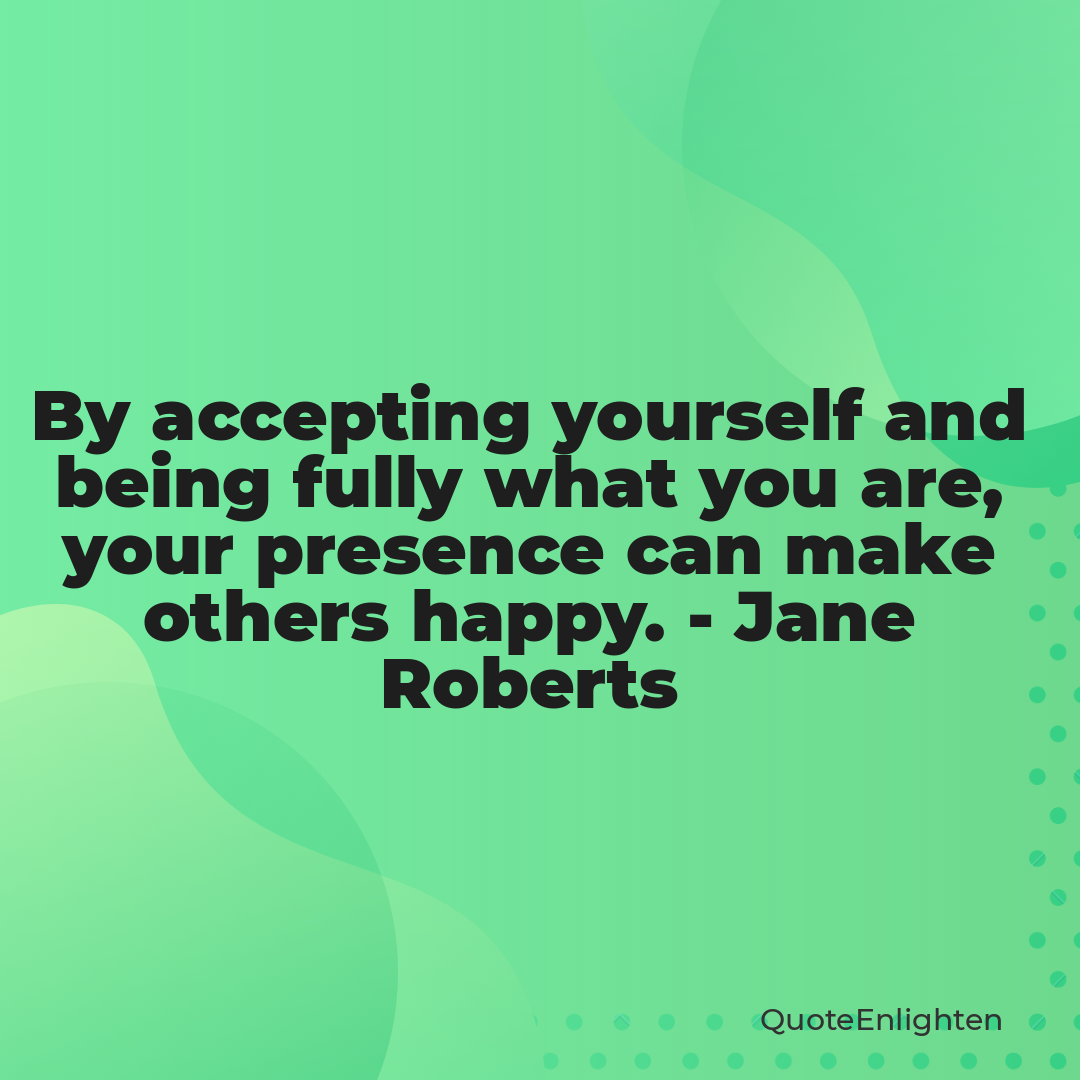 By accepting yourself and
being fully what you are,
your presence can make
others happy. - Jane
Roberts
QuoteEnlighten